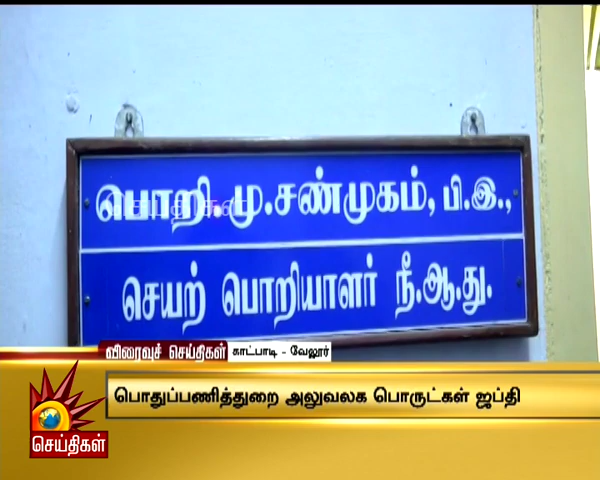 பொறி.மு.சண்முகம், பி.இ.,
செயற் பொறியாளர் நீ.ஆ.து.
விரைவுச் செய்திகள் காட்பாடி - வேலூர்
பொதுப்பணித்துறை அலுவலக பொருட்கள் ஜப்தி
செய்திகள்